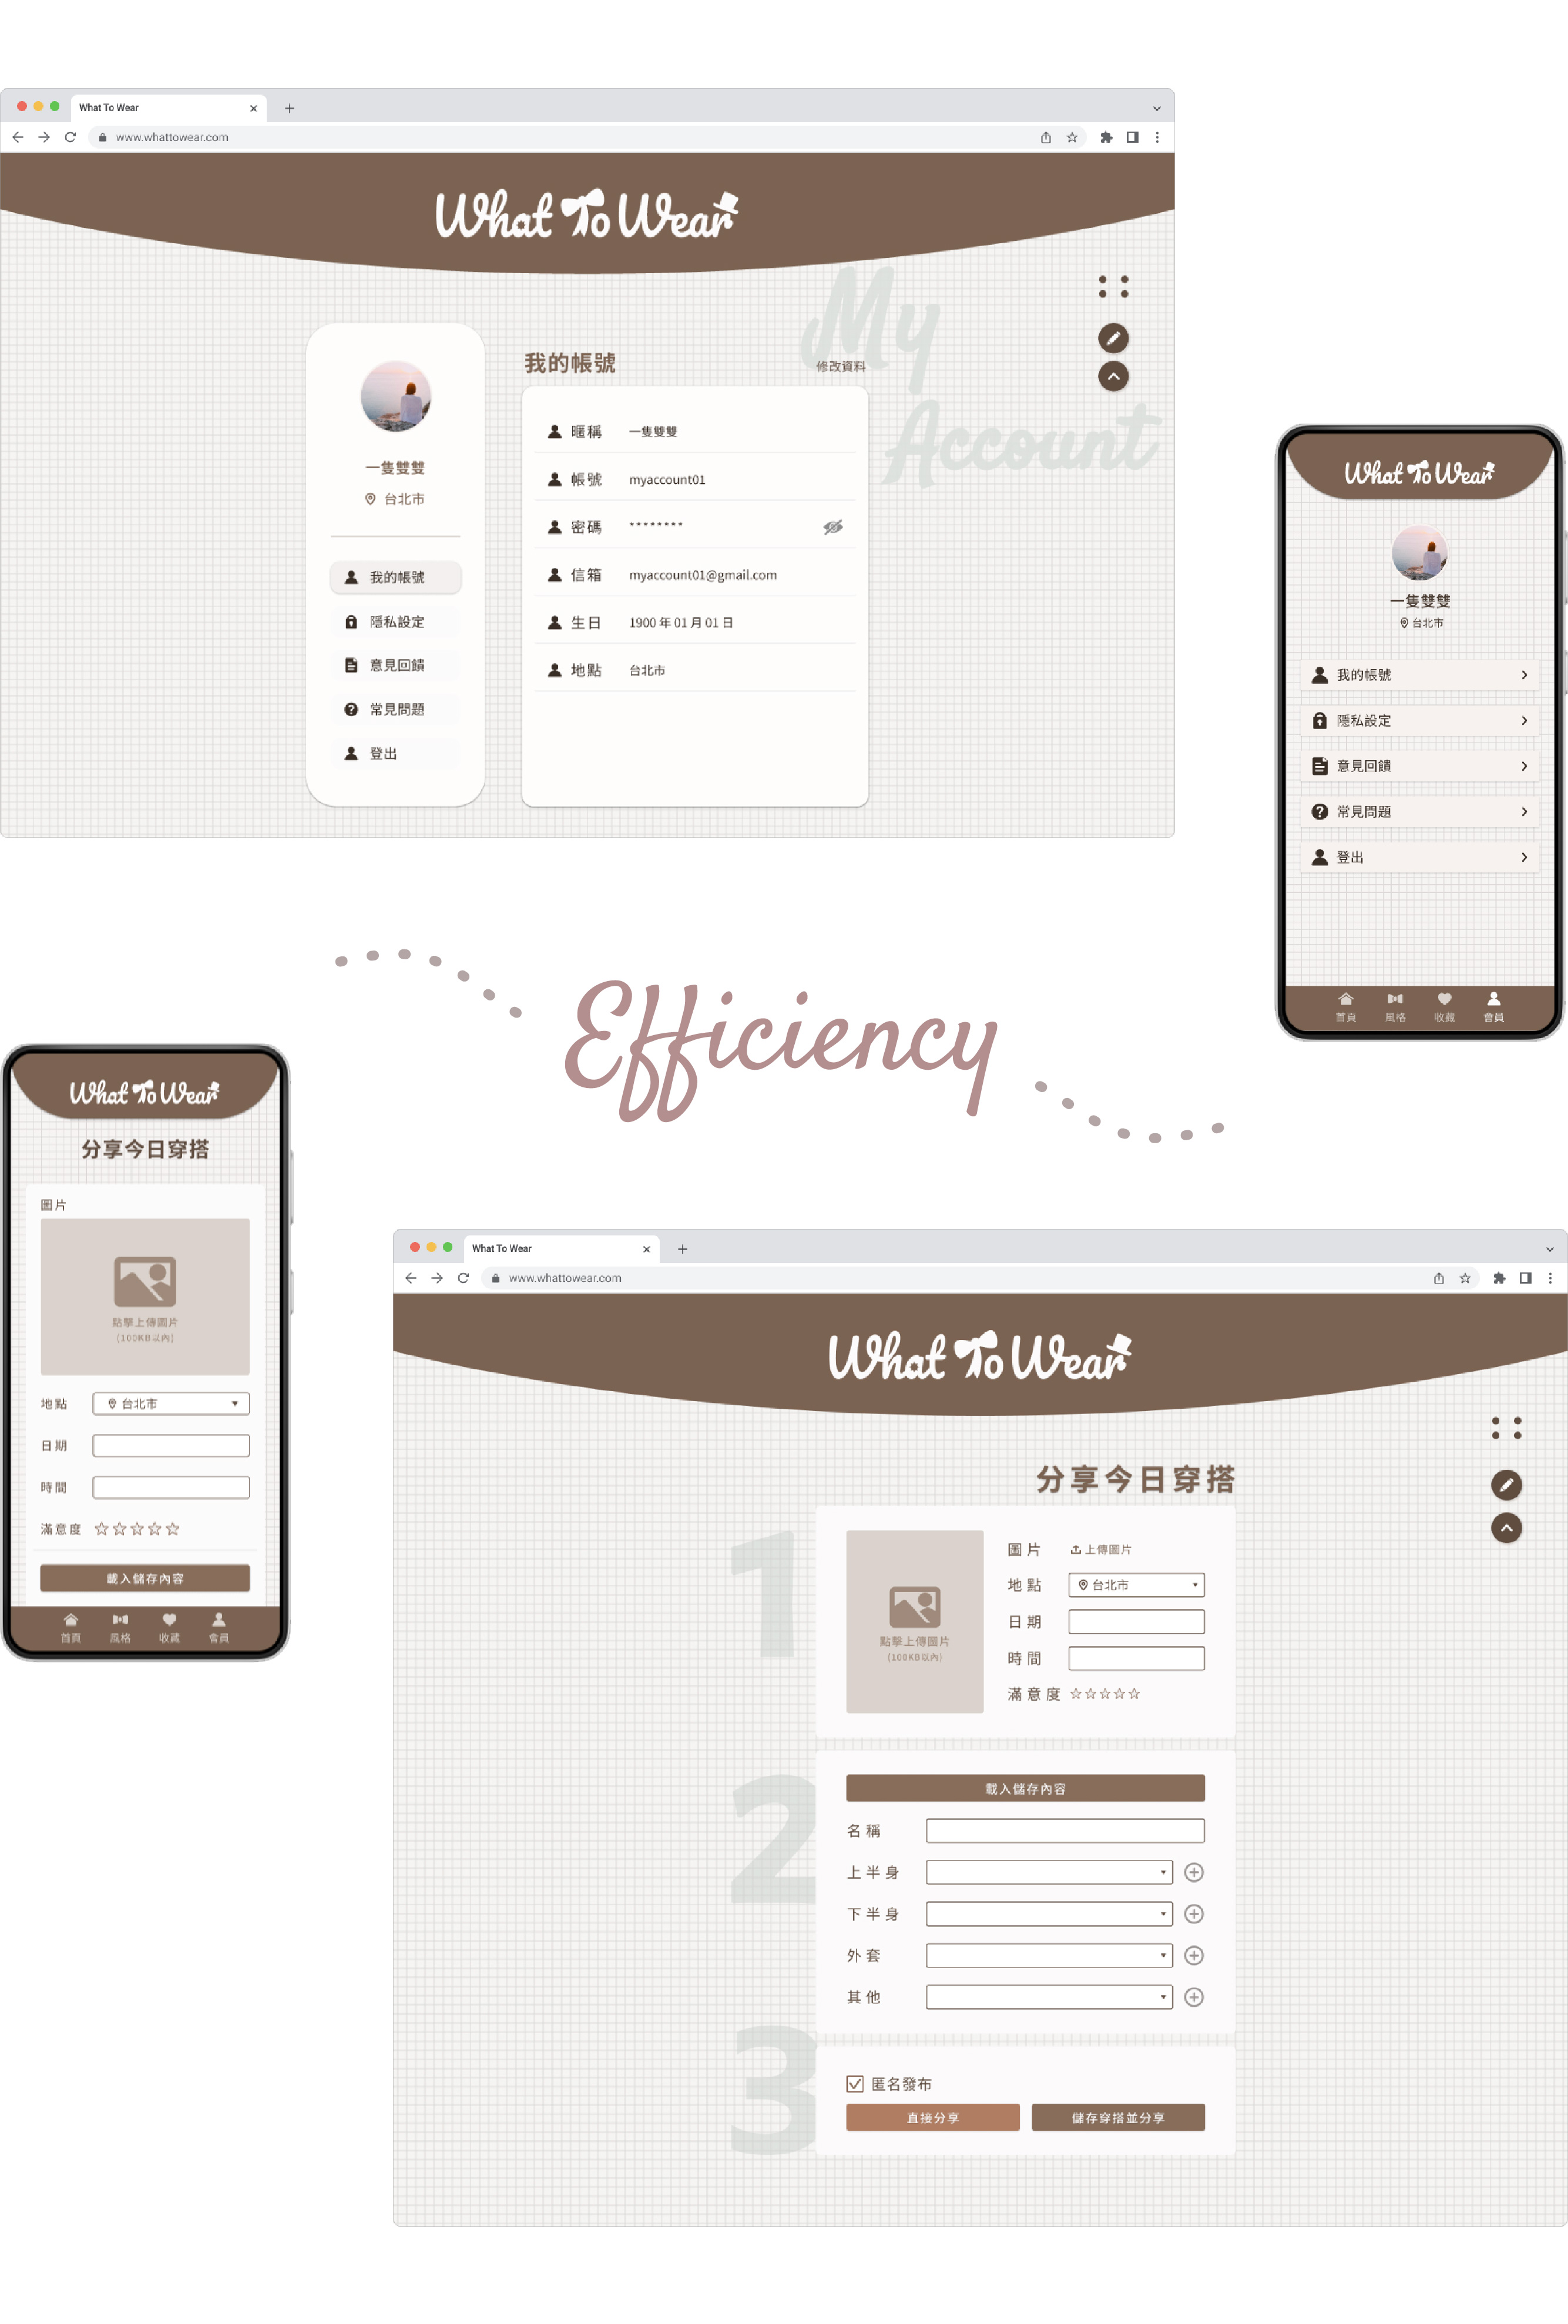 What To Wear
www.whattowear.com
What To Wear
My
Account
一隻雙雙
台北市
我的帳號
隱私設定
意見回饋
常見問題
登出
我的帳號 修改資料
暱稱 一隻雙雙
帳號 myaccount01
密碼 ********
信箱 myaccount01@gmail.com
生日 1900 年 01 月 01 日
地點 台北市
What To Wear
一隻雙雙
台北市
我的帳號
隱私設定
意見回饋
常見問題
登出
首頁 風格 收藏 會員
Efficiency
What To Wear
分享今日穿搭
圖片
點擊上傳圖片
(100KB以內)
地點 台北市
日期
時間
滿意度
載入儲存內容
首頁 風格 收藏 會員
What To Wear
www.whattowear.com
What To Wear
分享今日穿搭
1
點擊上傳圖片
(100KB以內)
圖片 上傳圖片
地點 台北市
日期
時間
滿意度
2
載入儲存內容
名稱
上半身
下半身
外套
其他
3
匿名發布
直接分享 儲存穿搭並分享